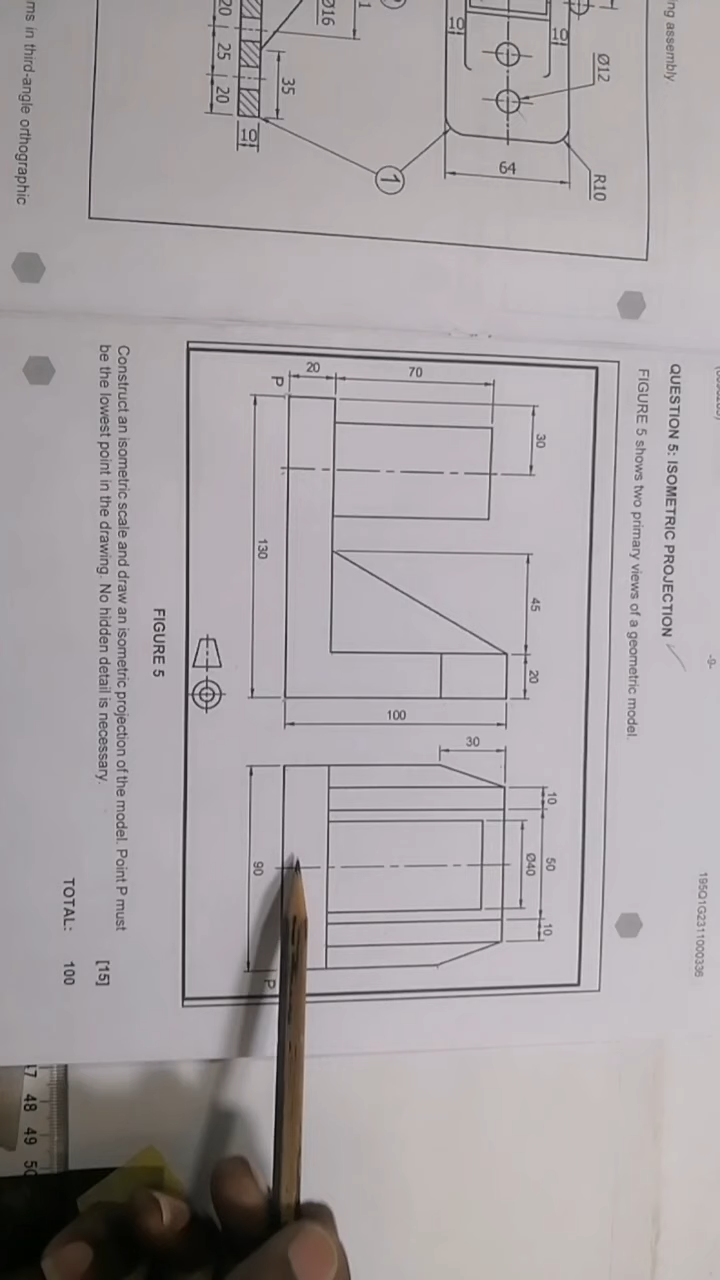 -9-
195Q1G2311000336
QUESTION 5: ISOMETRIC PROJECTION
FIGURE 5 shows two primary views of a geometric model.
30
45
20
70
20
P
130
100
30
10
50
10
Ø40
90
P
FIGURE 5
Construct an isometric scale and draw an isometric projection of the model. Point P must
be the lowest point in the drawing. No hidden detail is necessary.
[15]
TOTAL: 100
ng assembly
Ø12
R10
10
10
64
Ø16
1
35
20
25
20
10
ms in third-angle orthographic
47 48 49 50